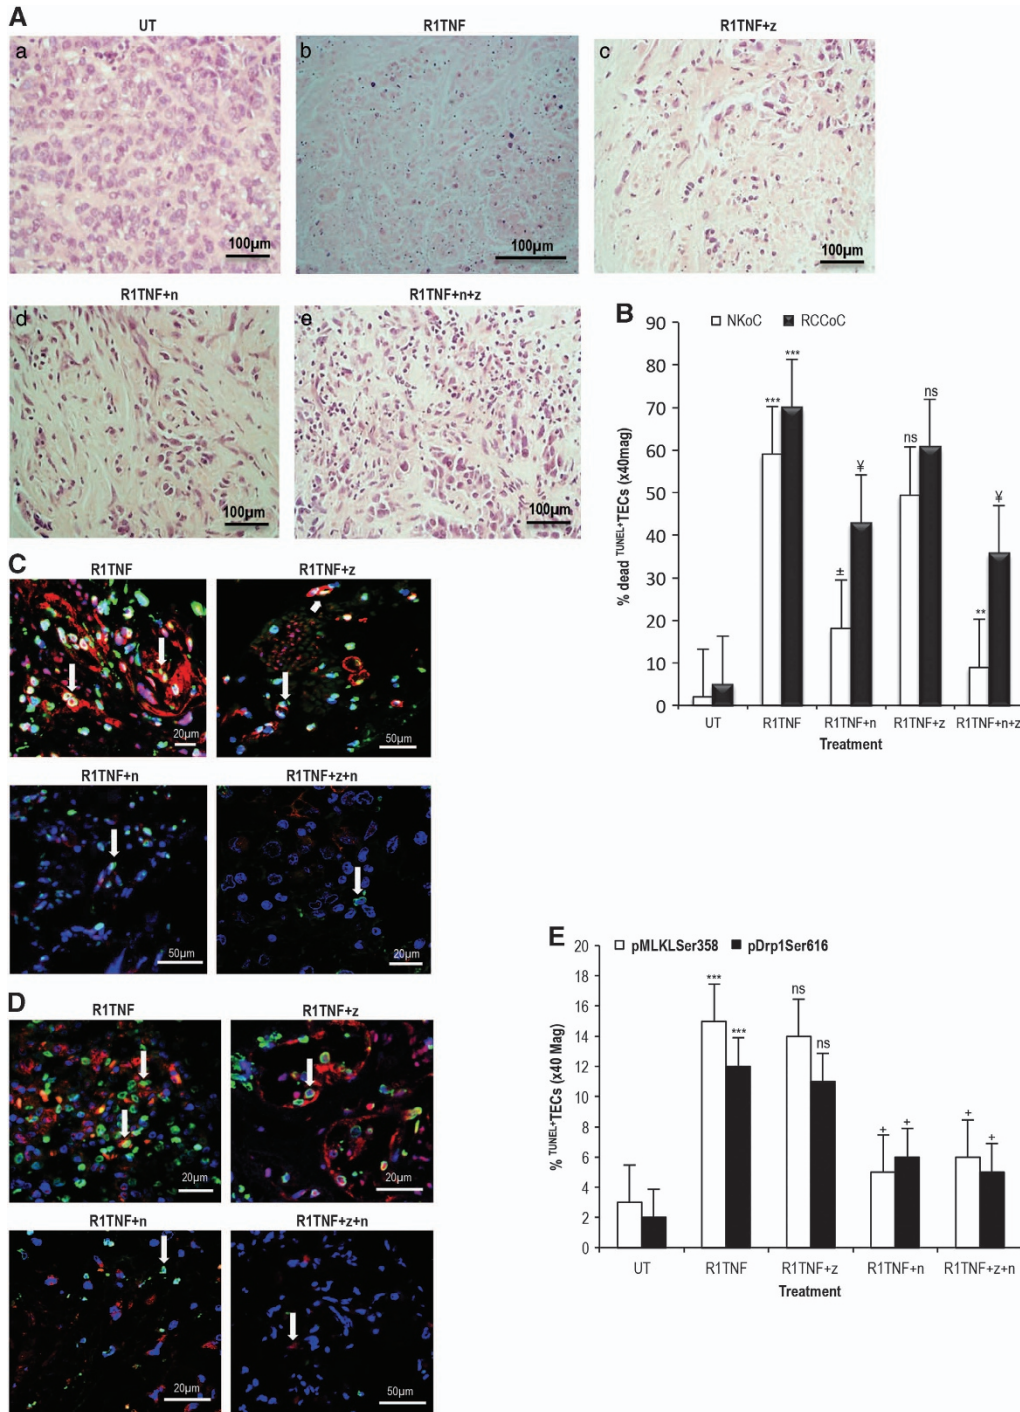 A
UT
R1TNF
R1TNF+z
a
b
c
100µm
100µm
100µm
R1TNF+n
R1TNF+n+z
d
e
100µm
100µm
B
NKoC
RCCoC
% dead TUNEL+TECs (x40mag)
90
80
70
60
50
40
30
20
10
0
***
***
±
¥
ns
ns
**
¥
UT
R1TNF
R1TNF+n
R1TNF+z
R1TNF+n+z
Treatment
C
R1TNF
R1TNF+z
20µm
50µm
R1TNF+n
R1TNF+z+n
50µm
20µm
D
R1TNF
R1TNF+z
20µm
20µm
R1TNF+n
R1TNF+z+n
20µm
50µm
E
pMLKLSer358
pDrp1Ser616
% TUNEL+TECs (x40 Mag)
20
18
16
14
12
10
8
6
4
2
0
***
***
ns
ns
+
+
+
+
UT
R1TNF
R1TNF+z
R1TNF+n
R1TNF+z+n
Treatment